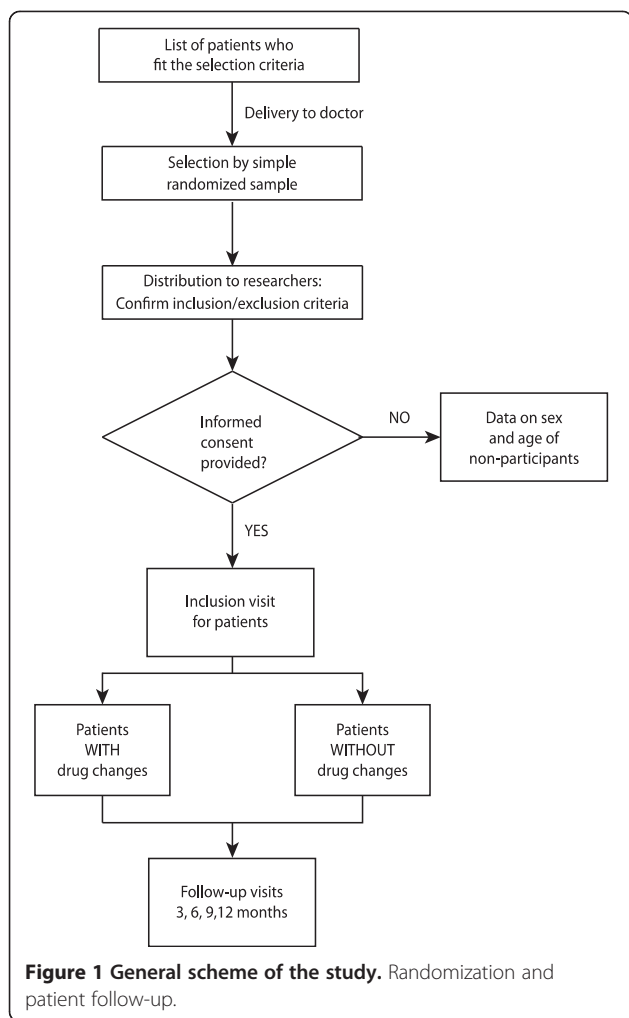 List of patients who
fit the selection criteria
Delivery to doctor
Selection by simple
randomized sample
Distribution to researchers:
Confirm inclusion/exclusion criteria
Informed
consent
provided?
NO
Data on sex
and age of
non-participants
YES
Inclusion visit
for patients
Patients
WITH
drug changes
Patients
WITHOUT
drug changes
Follow-up visits
3, 6, 9,12 months
Figure 1 General scheme of the study. Randomization and
patient follow-up.